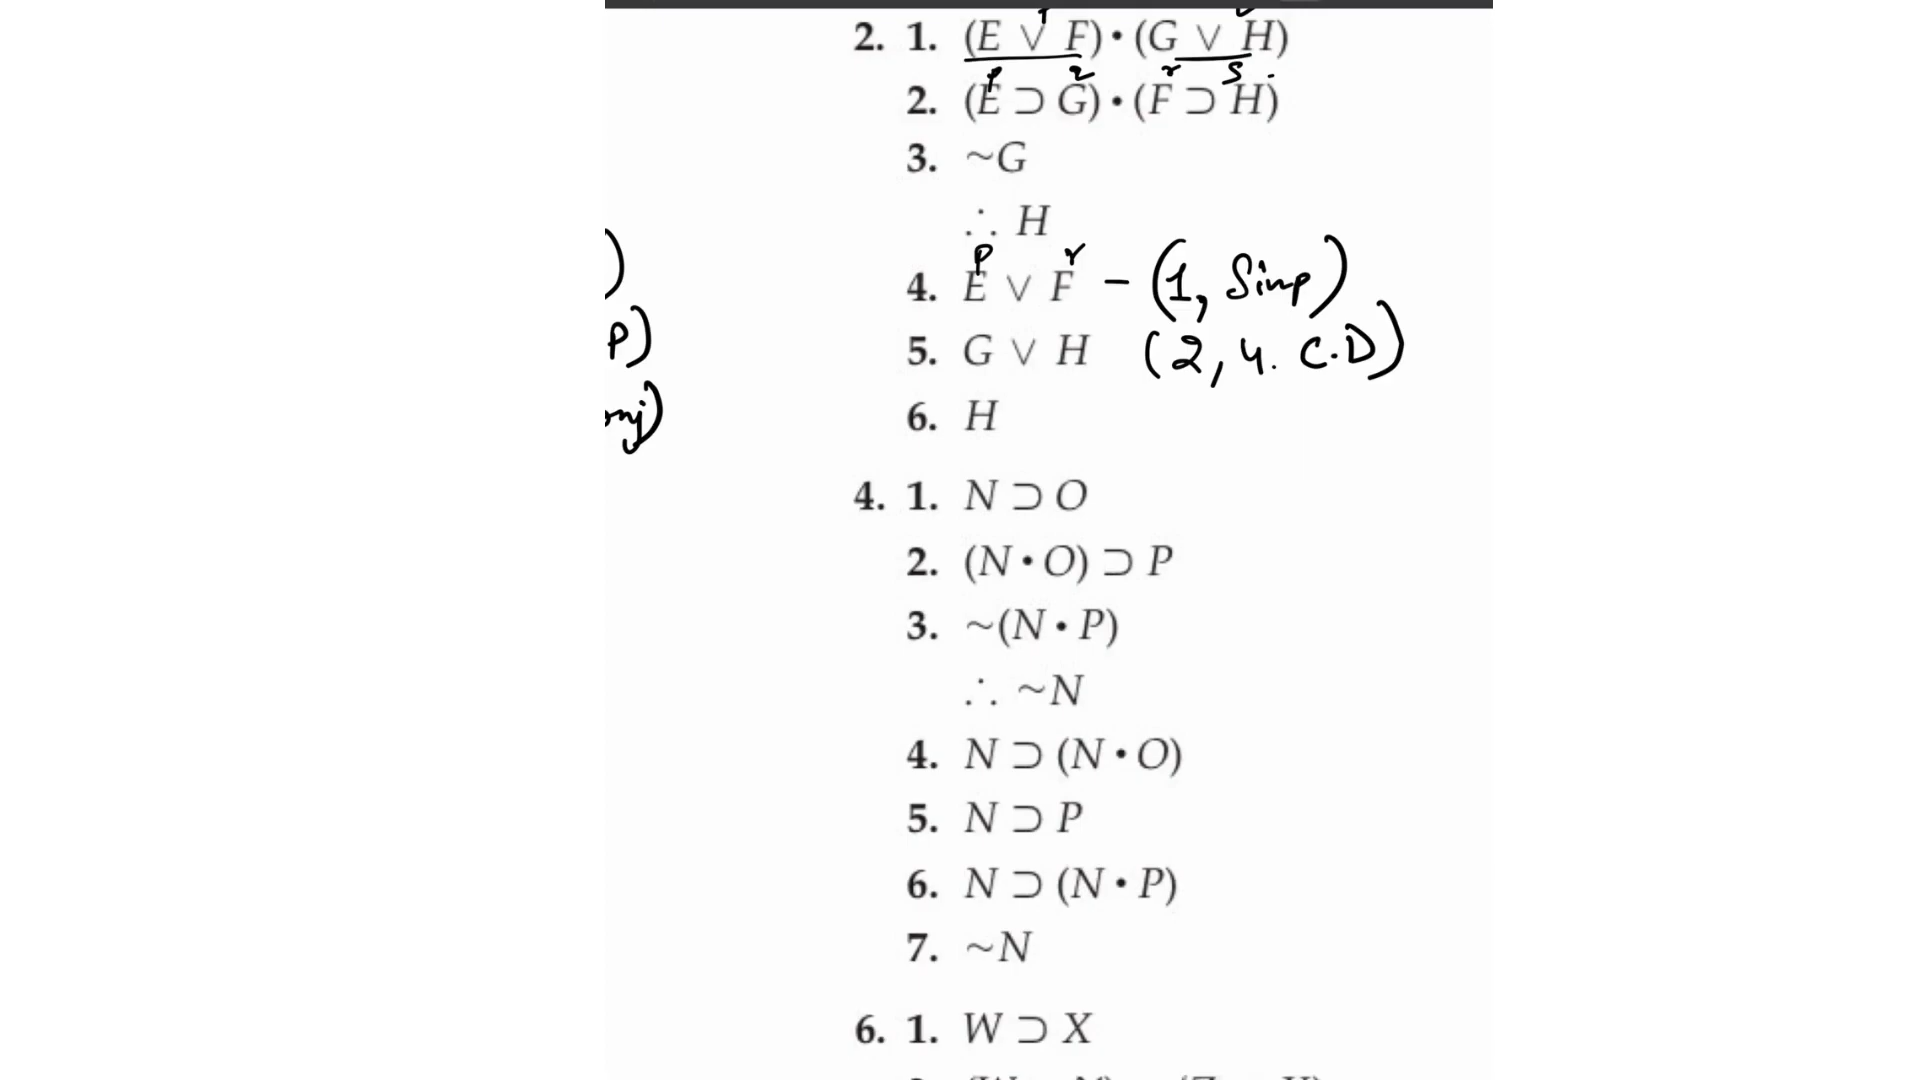 2. 1. (E ∨ F) • (G ∨ H)
p q r s
2. (E ⊃ G) • (F ⊃ H)
3. ~G
∴ H
p r
)
4. E ∨ F - (1, Simp)
P)
5. G ∨ H (2, 4. C.D)
onj)
6. H
4. 1. N ⊃ O
2. (N • O) ⊃ P
3. ~(N • P)
∴ ~N
4. N ⊃ (N • O)
5. N ⊃ P
6. N ⊃ (N • P)
7. ~N
6. 1. W ⊃ X